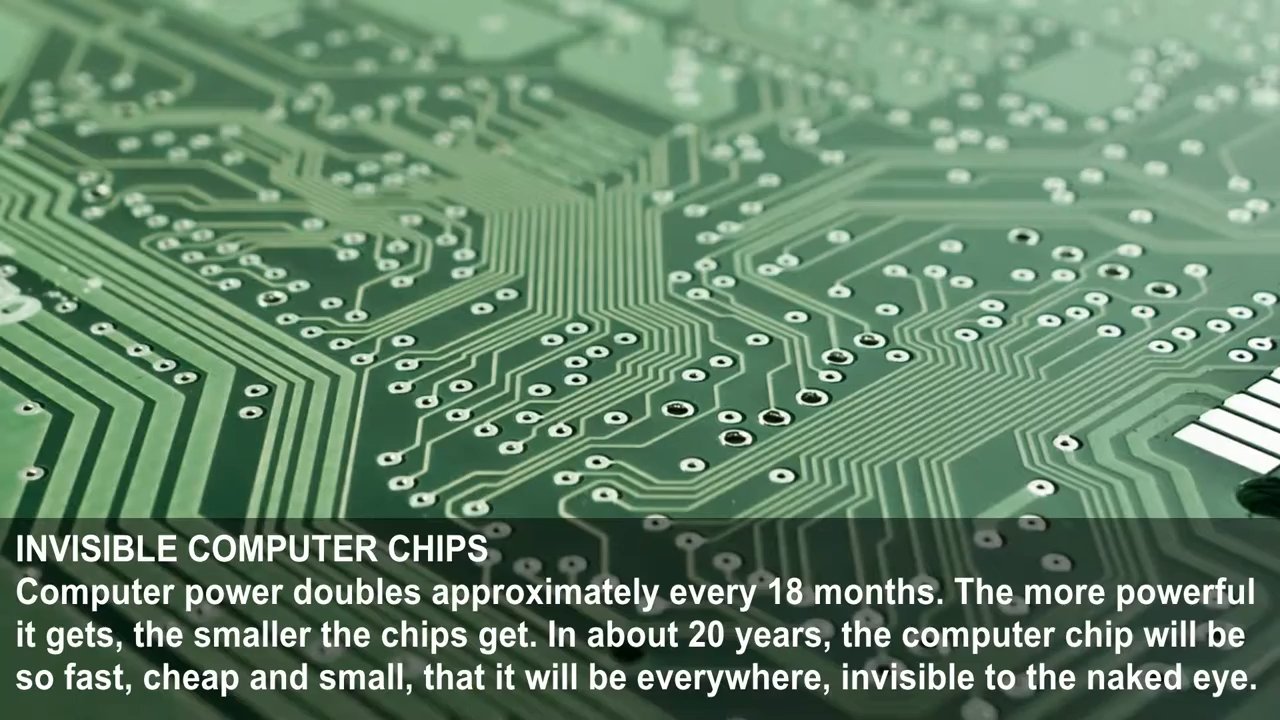 INVISIBLE COMPUTER CHIPS
Computer power doubles approximately every 18 months. The more powerful
it gets, the smaller the chips get. In about 20 years, the computer chip will be
so fast, cheap and small, that it will be everywhere, invisible to the naked eye.